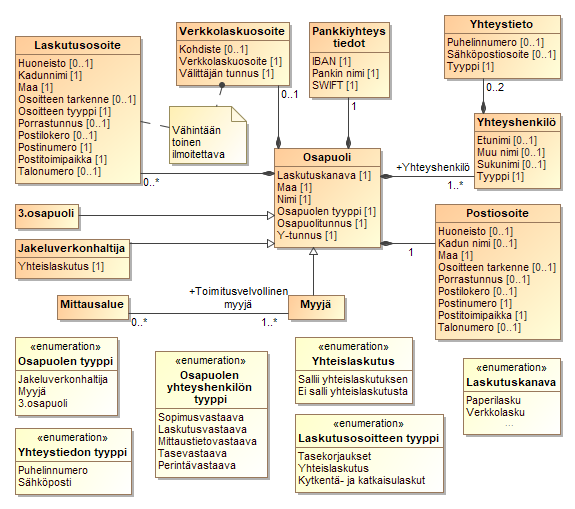 Laskutusosoite
Huoneisto [0..1]
Kadunnimi [0..1]
Maa [1]
Osoitteen tarkenne [0..1]
Osoitteen tyyppi [1]
Porrastunnus [0..1]
Postilokero [0..1]
Postinumero [1]
Postitoimipaikka [1]
Talonumero [0..1]
Verkkolaskuosoite
Kohdiste [0..1]
Verkkolaskuosoite [1]
Välittäjän tunnus [1]
Pankkiyhteys
tiedot
IBAN [1]
Pankin nimi [1]
SWIFT [1]
Yhteystieto
Puhelinnumero [0..1]
Sähköpostiosoite [0..1]
Tyyppi [1]
0..1
1
0..2
Vähintään
toinen
ilmoitettava
Yhteyshenkilö
Etunimi [1]
Muu nimi [1]
Sukunimi [1]
Tyyppi [1]
Osapuoli
Laskutuskanava [1]
Maa [1]
Nimi [1]
Osapuolen tyyppi [1]
Osapuolitunnus [1]
Y-tunnus [1]
+Yhteyshenkilö
1..*
0..*
3.osapuoli
Jakeluverkonhaltija
Yhteislaskutus [1]
1
Postiosoite
Huoneisto [0..1]
Kadun nimi [0..1]
Maa [1]
Osoitteen tarkenne [0..1]
Porrastunnus [0..1]
Postilokero [0..1]
Postinumero [1]
Postitoimipaikka [1]
Talonumero [0..1]
Mittausalue
0..*
+Toimitusvelvollinen
myyjä
1..*
Myyjä
«enumeration»
Osapuolen tyyppi
Jakeluverkonhaltija
Myyjä
3.osapuoli
«enumeration»
Osapuolen
yhteyshenkilön
tyyppi
Sopimusvastaava
Laskutusvastaava
Mittaustietovastaava
Tasevastaava
Perintävastaava
«enumeration»
Yhteislaskutus
Sallii yhteislaskutuksen
Ei salli yhteislaskutusta
«enumeration»
Laskutuskanava
Paperilasku
Verkkolasku
...
«enumeration»
Yhteystiedon tyyppi
Puhelinnumero
Sähköposti
«enumeration»
Laskutusosoitteen tyyppi
Tasekorjaukset
Yhteislaskutus
Kytkentä- ja katkaisulaskut